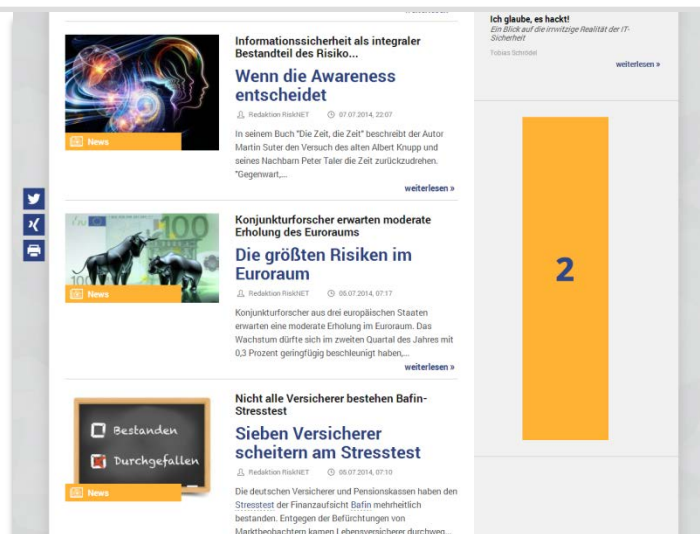 Informationssicherheit als integraler
Bestandteil des Risiko...
Wenn die Awareness
entscheidet
Redaktion RiskNET 07.07.2014, 22:07
In seinem Buch "Die Zeit, die Zeit" beschreibt der Autor
Martin Suter den Versuch des alten Albert Knupp und
seines Nachbarn Peter Taler die Zeit zurückzudrehen.
"Gegenwart,...
weiterlesen »
News
Konjunkturforscher erwarten moderate
Erholung des Euroraums
Die größten Risiken im
Euroraum
Redaktion RiskNET 05.07.2014, 07:17
Konjunkturforscher aus drei europäischen Staaten
erwarten eine moderate Erholung im Euroraum. Das
Wachstum dürfte sich im zweiten Quartal des Jahres mit
0,3 Prozent geringfügig beschleunigt haben,...
weiterlesen »
100
News
Nicht alle Versicherer bestehen Bafin-
Stresstest
Sieben Versicherer
scheitern am Stresstest
Redaktion RiskNET 05.07.2014, 07:10
Die deutschen Versicherer und Pensionskassen haben den
Stresstest der Finanzaufsicht Bafin mehrheitlich
bestanden. Entgegen der Befürchtungen von
Marktbeobachtern kamen Lebensversicherer durchweg...
Bestanden
Durchgefallen
News
Ich glaube, es hackt!
Ein Blick auf die irrwitzige Realität der IT-
Sicherheit
Tobias Schrödel
weiterlesen »
2